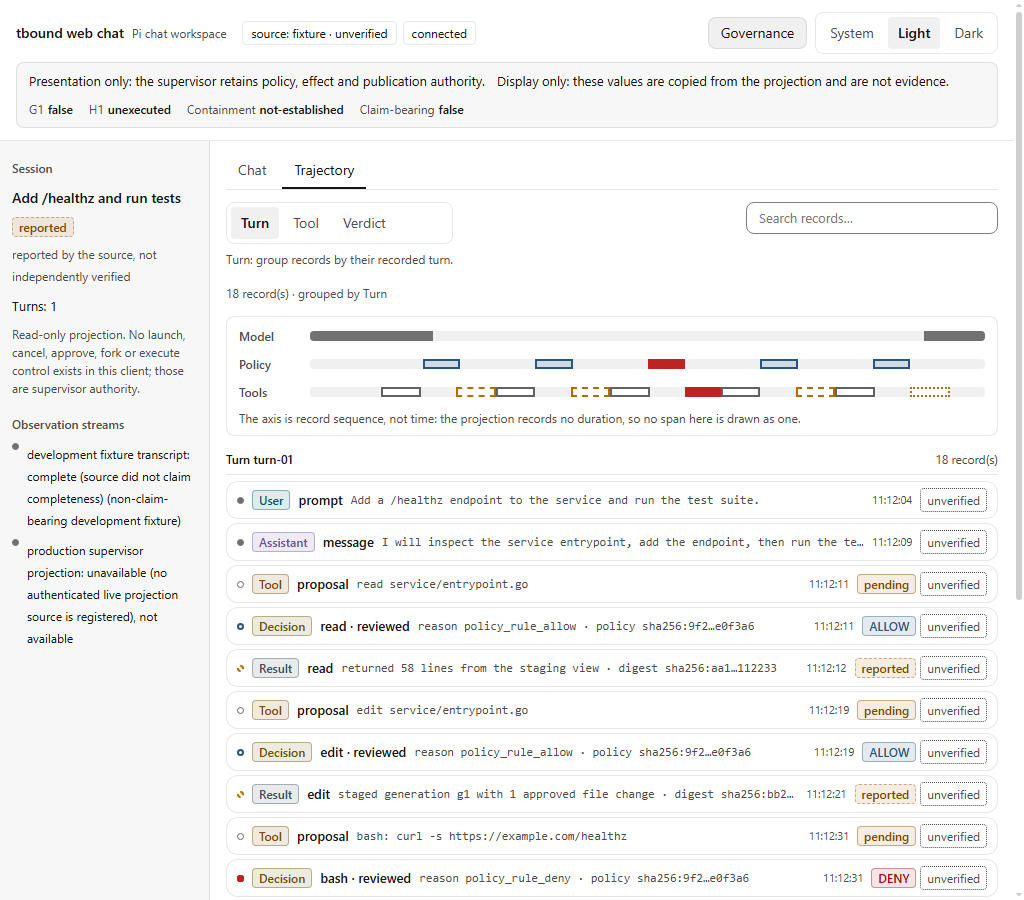 tbound web chat Pi chat workspace source: fixture · unverified connected Governance System Light Dark
Presentation only: the supervisor retains policy, effect and publication authority. Display only: these values are copied from the projection and are not evidence.
G1 false H1 unexecuted Containment not-established Claim-bearing false
Session
Add /healthz and run tests
reported
reported by the source, not
independently verified
Turns: 1
Read-only projection. No launch,
cancel, approve, fork or execute
control exists in this client; those
are supervisor authority.
Observation streams
development fixture transcript:
complete (source did not claim
completeness) (non-claim-
bearing development fixture)
production supervisor
projection: unavailable (no
authenticated live projection
source is registered), not
available
Chat Trajectory
Turn Tool Verdict Search records...
Turn: group records by their recorded turn.
18 record(s) · grouped by Turn
Model
Policy
Tools
The axis is record sequence, not time: the projection records no duration, so no span here is drawn as one.
Turn turn-01 18 record(s)
User prompt Add a /healthz endpoint to the service and run the test suite. 11:12:04 unverified
Assistant message I will inspect the service entrypoint, add the endpoint, then run the te… 11:12:09 unverified
Tool proposal read service/entrypoint.go 11:12:11 pending unverified
Decision read · reviewed reason policy_rule_allow · policy sha256:9f2…e0f3a6 11:12:11 ALLOW unverified
Result read returned 58 lines from the staging view · digest sha256:aa1…112233 11:12:12 reported unverified
Tool proposal edit service/entrypoint.go 11:12:19 pending unverified
Decision edit · reviewed reason policy_rule_allow · policy sha256:9f2…e0f3a6 11:12:19 ALLOW unverified
Result edit staged generation g1 with 1 approved file change · digest sha256:bb2… 11:12:21 reported unverified
Tool proposal bash: curl -s https://example.com/healthz 11:12:31 pending unverified
Decision bash · reviewed reason policy_rule_deny · policy sha256:9f2…e0f3a6 11:12:31 DENY unverified